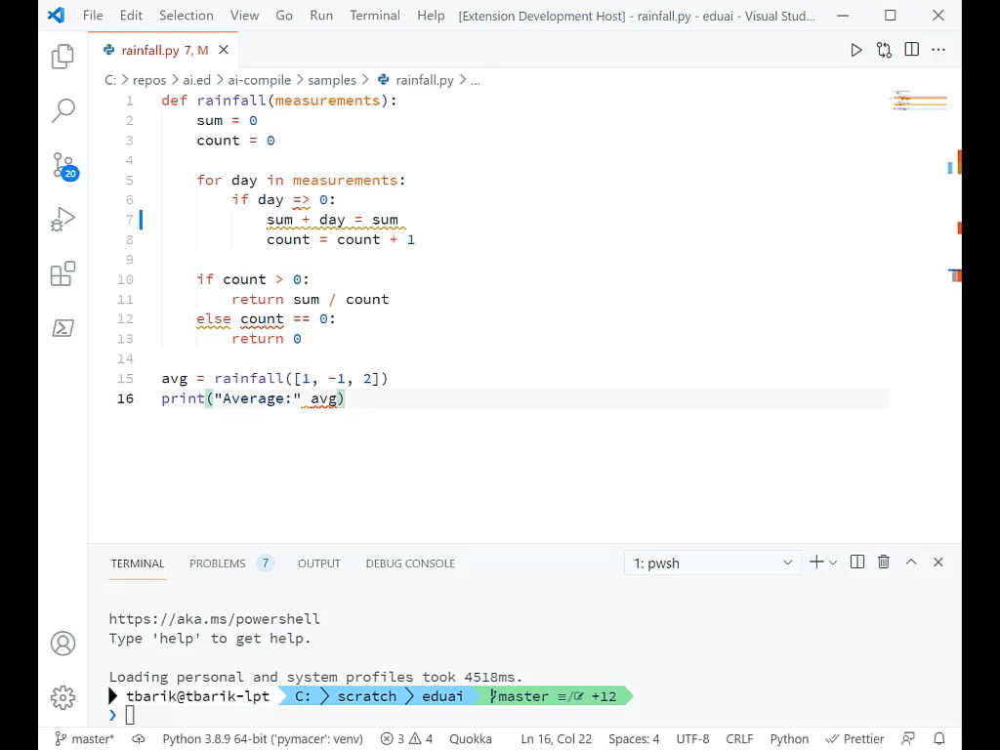 File Edit Selection View Go Run Terminal Help [Extension Development Host] - rainfall.py - eduai - Visual Stud...
rainfall.py 7, M
C: > repos > ai.ed > ai-compile > samples > rainfall.py > ...
1 def rainfall(measurements):
2 sum = 0
3 count = 0
4
5 for day in measurements:
6 if day => 0:
7 sum + day = sum
8 count = count + 1
9
10 if count > 0:
11 return sum / count
12 else count == 0:
13 return 0
14
15 avg = rainfall([1, -1, 2])
16 print("Average:" avg)
20
TERMINAL PROBLEMS 7 OUTPUT DEBUG CONSOLE 1: pwsh
https://aka.ms/powershell
Type 'help' to get help.
Loading personal and system profiles took 4518ms.
tbarik@tbarik-lpt C: > scratch > eduai master ≡/ +12
❯
master* Python 3.8.9 64-bit ('pymacer': venv) 3 4 Quokka Ln 16, Col 22 Spaces: 4 UTF-8 CRLF Python Prettier